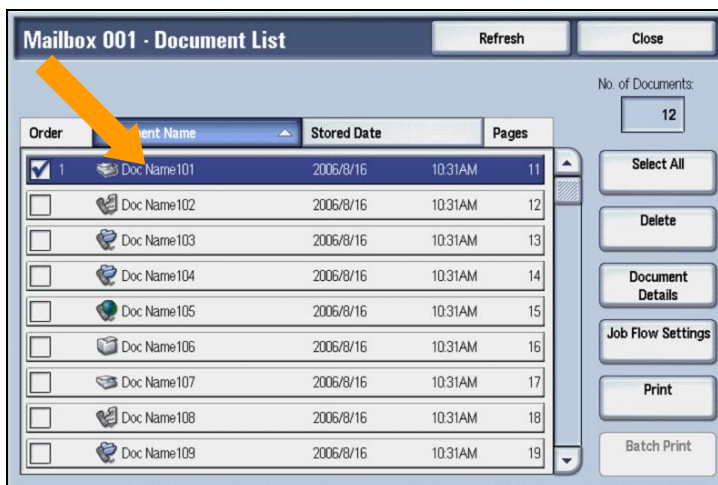 Mailbox 001 - Document List Refresh Close
No. of Documents:
12
Order ment Name Stored Date Pages
1 Doc Name101 2006/8/16 10:31AM 11
Doc Name102 2006/8/16 10:31AM 12
Doc Name103 2006/8/16 10:31AM 13
Doc Name104 2006/8/16 10:31AM 14
Doc Name105 2006/8/16 10:31AM 15
Doc Name106 2006/8/16 10:31AM 16
Doc Name107 2006/8/16 10:31AM 17
Doc Name108 2006/8/16 10:31AM 18
Doc Name109 2006/8/16 10:31AM 19
Select All
Delete
Document
Details
Job Flow Settings
Print
Batch Print